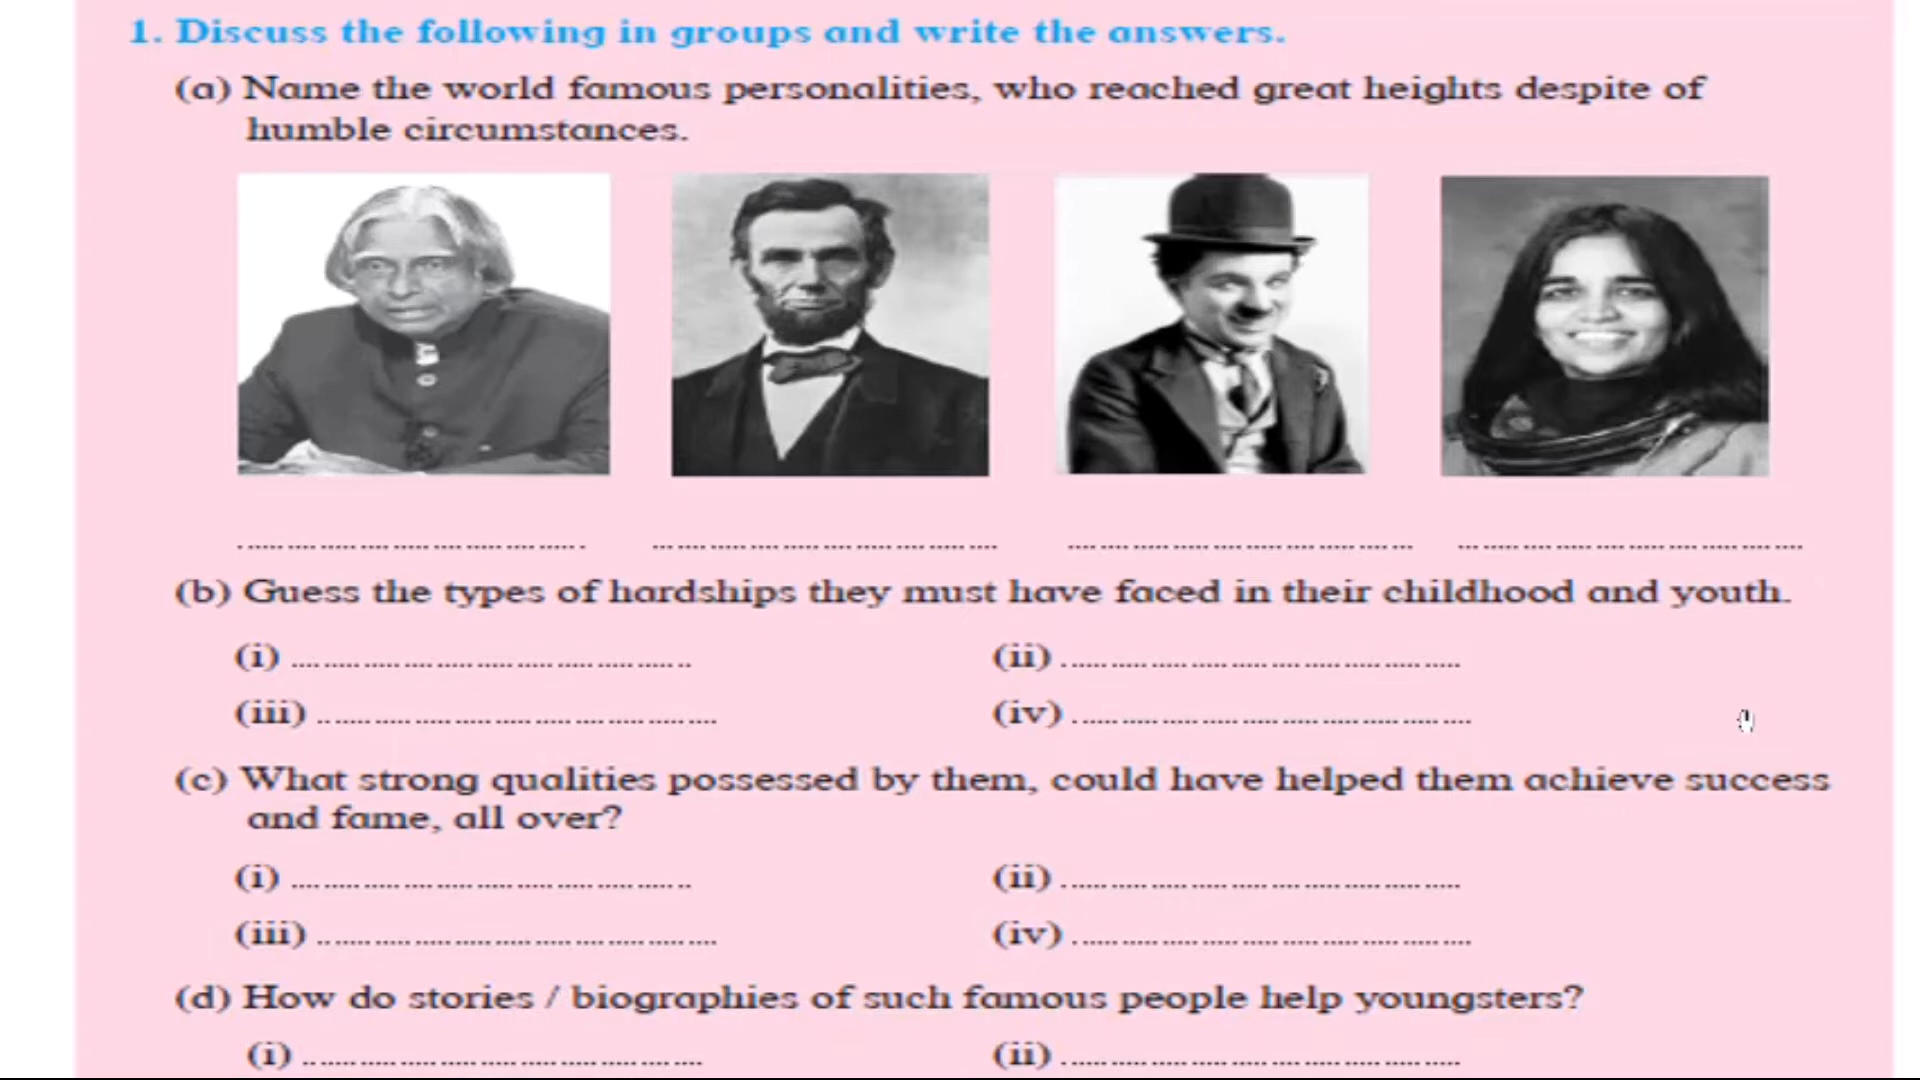 1. Discuss the following in groups and write the answers.
(a) Name the world famous personalities, who reached great heights despite of
humble circumstances.
(b) Guess the types of hardships they must have faced in their childhood and youth.
(i) .................... (ii) ....................
(iii) .................... (iv) ....................
(c) What strong qualities possessed by them, could have helped them achieve success
and fame, all over?
(i) .................... (ii) ....................
(iii) .................... (iv) ....................
(d) How do stories / biographies of such famous people help youngsters?
(i) .................... (ii) ....................